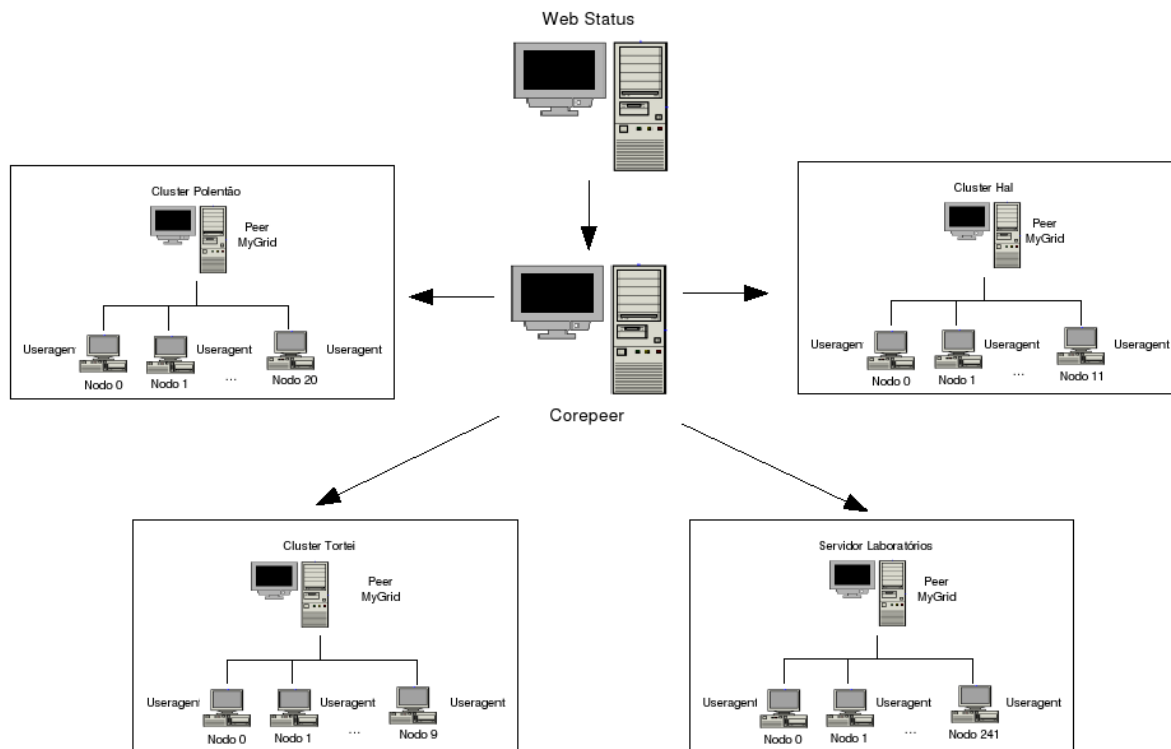 Web Status
Cluster Polentão
Peer
MyGrid
Useragent
Useragent
Useragent
Nodo 0
Nodo 1
...
Nodo 20
Cluster Hal
Peer
MyGrid
Useragent
Useragent
Useragent
Nodo 0
Nodo 1
...
Nodo 11
Corepeer
Cluster Tortei
Peer
MyGrid
Useragent
Useragent
Useragent
Nodo 0
Nodo 1
...
Nodo 9
Servidor Laboratórios
Peer
MyGrid
Useragent
Useragent
Useragent
Nodo 0
Nodo 1
...
Nodo 241